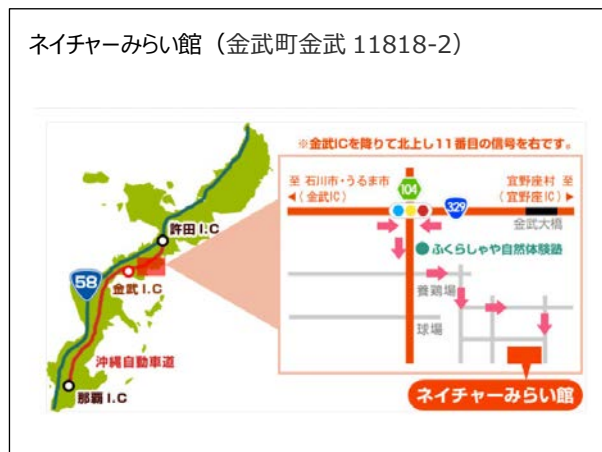 ネイチャーみらい館（金武町金武 11818-2）
※金武ICを降りて北上し11番目の信号を右です。
至 石川市・うるま市
◀（金武IC）
104
329
宜野座村 至
（宜野座IC）▶
金武大橋
ふくらしゃや自然体験塾
養鶏場
球場
ネイチャーみらい館
許田 I.C
58
金武 I.C
沖縄自動車道
那覇 I.C